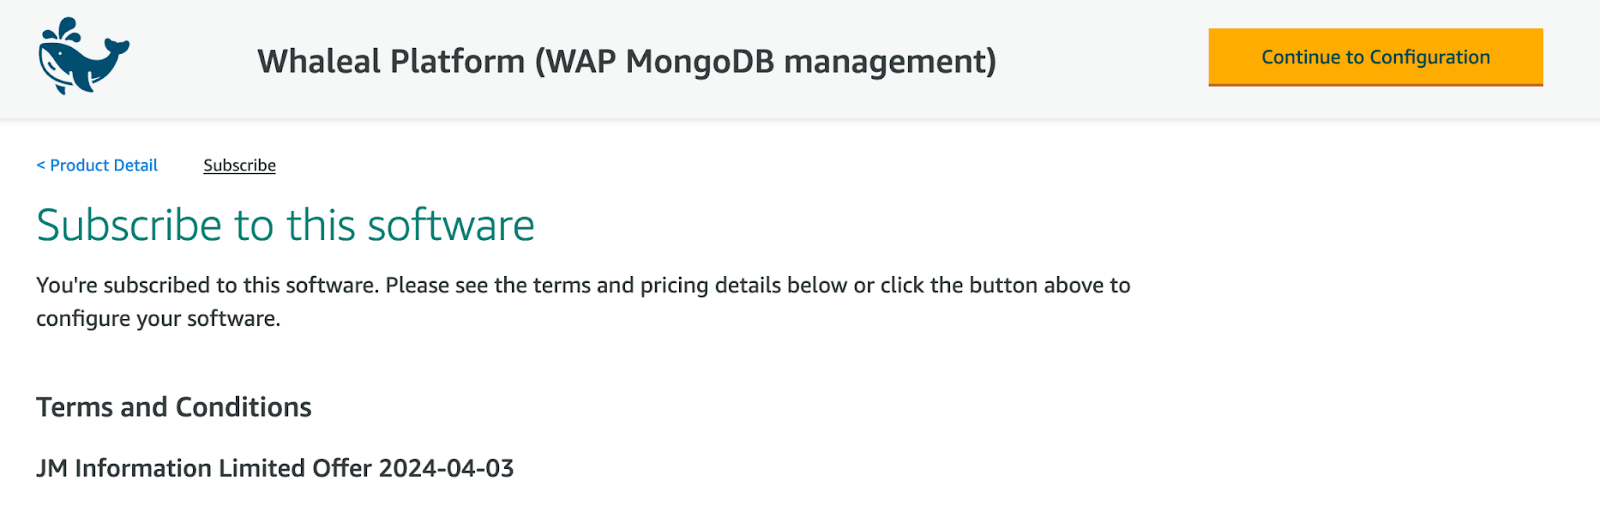 Whaleal Platform (WAP MongoDB management)
Continue to Configuration
< Product Detail
Subscribe
Subscribe to this software
You're subscribed to this software. Please see the terms and pricing details below or click the button above to
configure your software.
Terms and Conditions
JM Information Limited Offer 2024-04-03